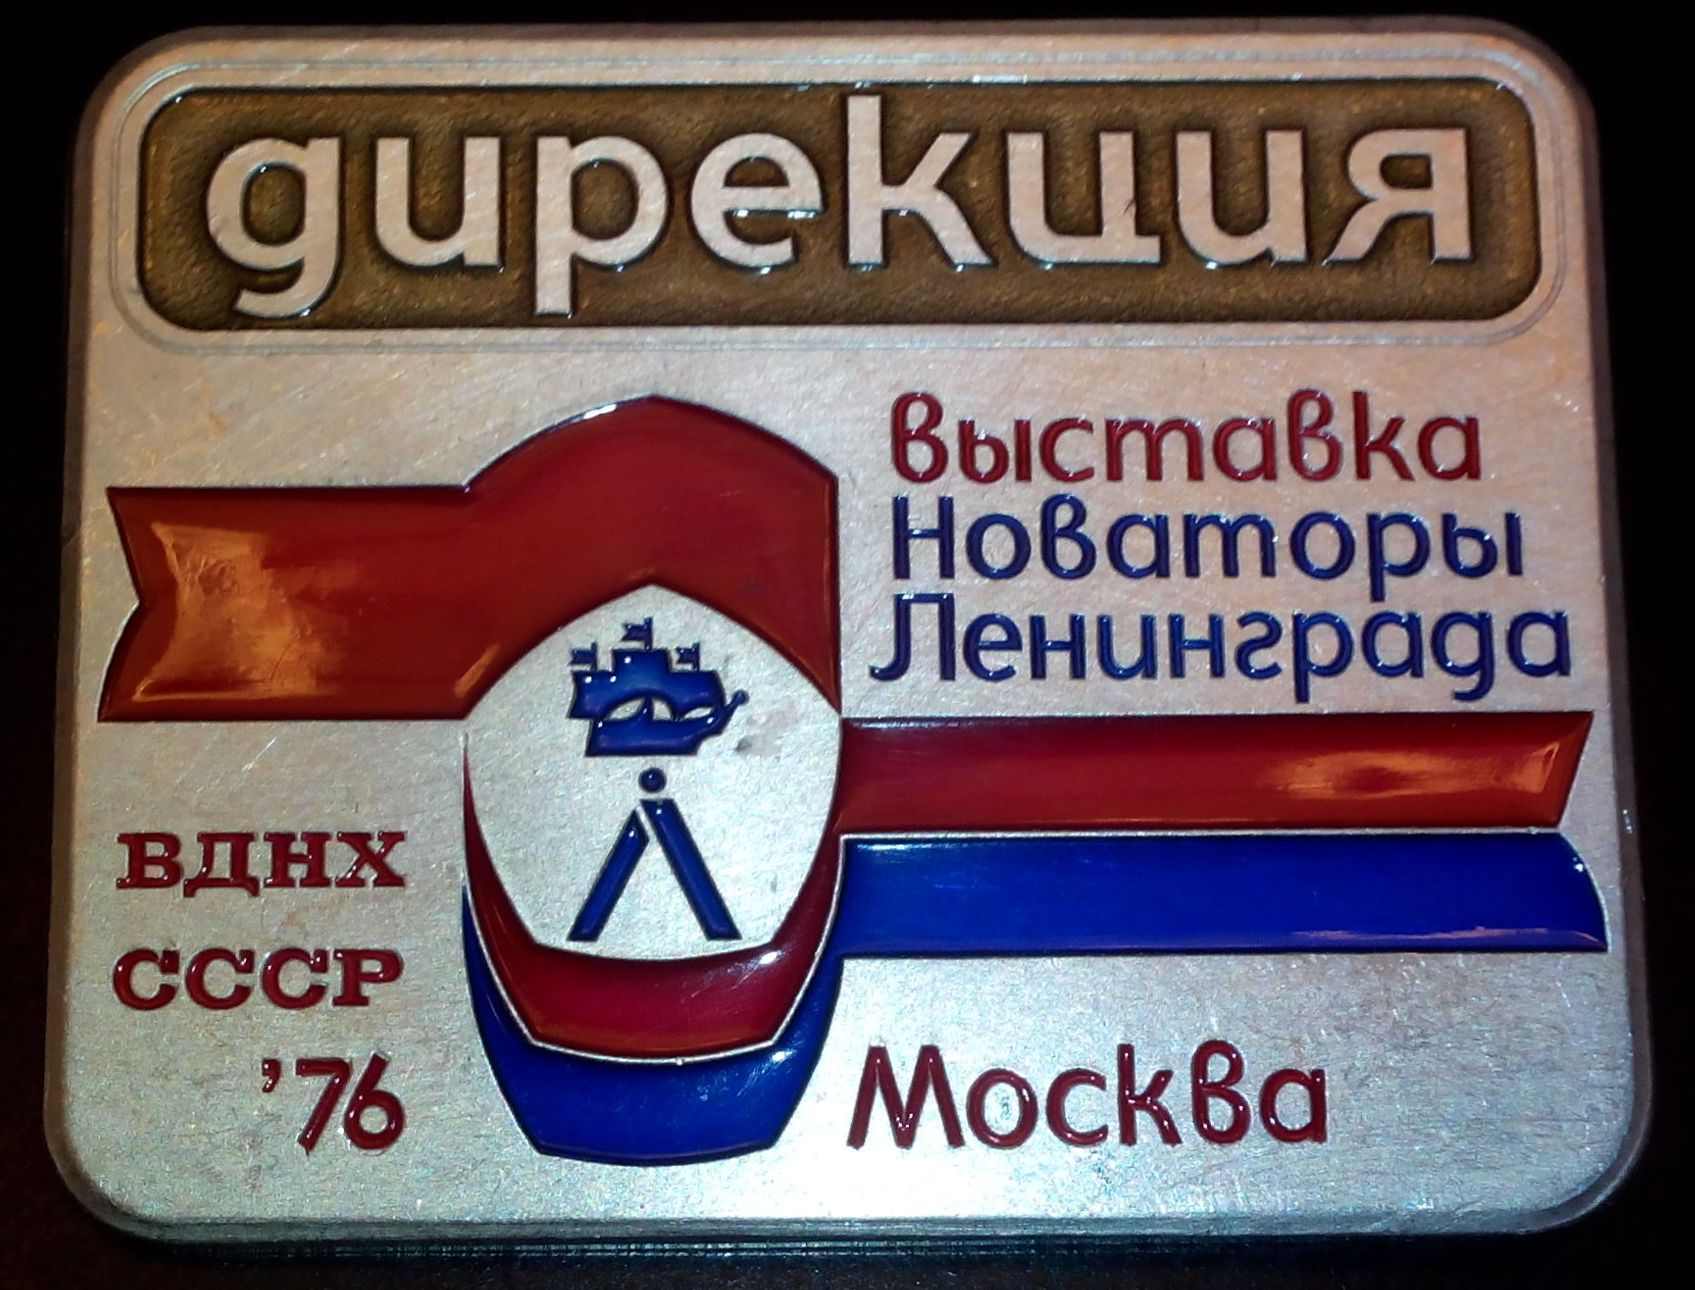 дирекция
выставка
Новаторы
Ленинграда
ВДНХ
СССР
'76
Москва